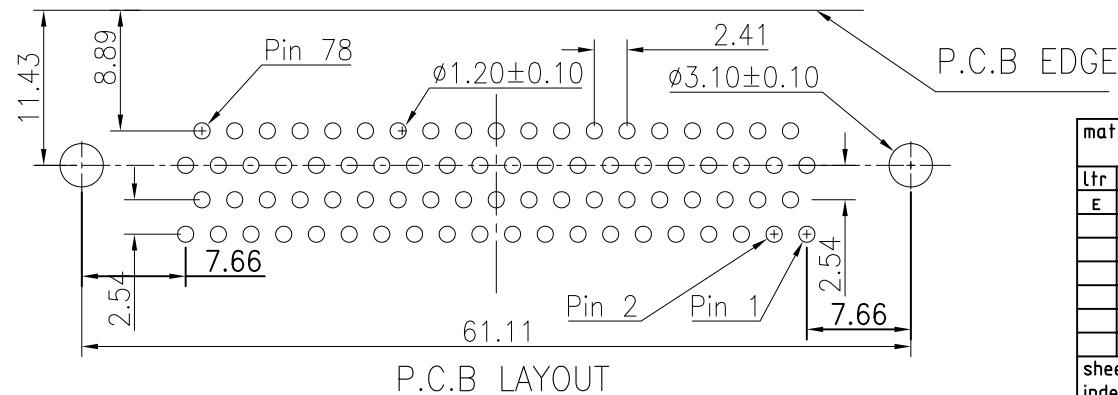 11.43
8.89
Pin 78
ø1.20±0.10
2.41
ø3.10±0.10
P.C.B EDGE
mat
ltr
E
7.66
2.54
2.54
Pin 2
Pin 1
7.66
61.11
P.C.B LAYOUT
shee
inde